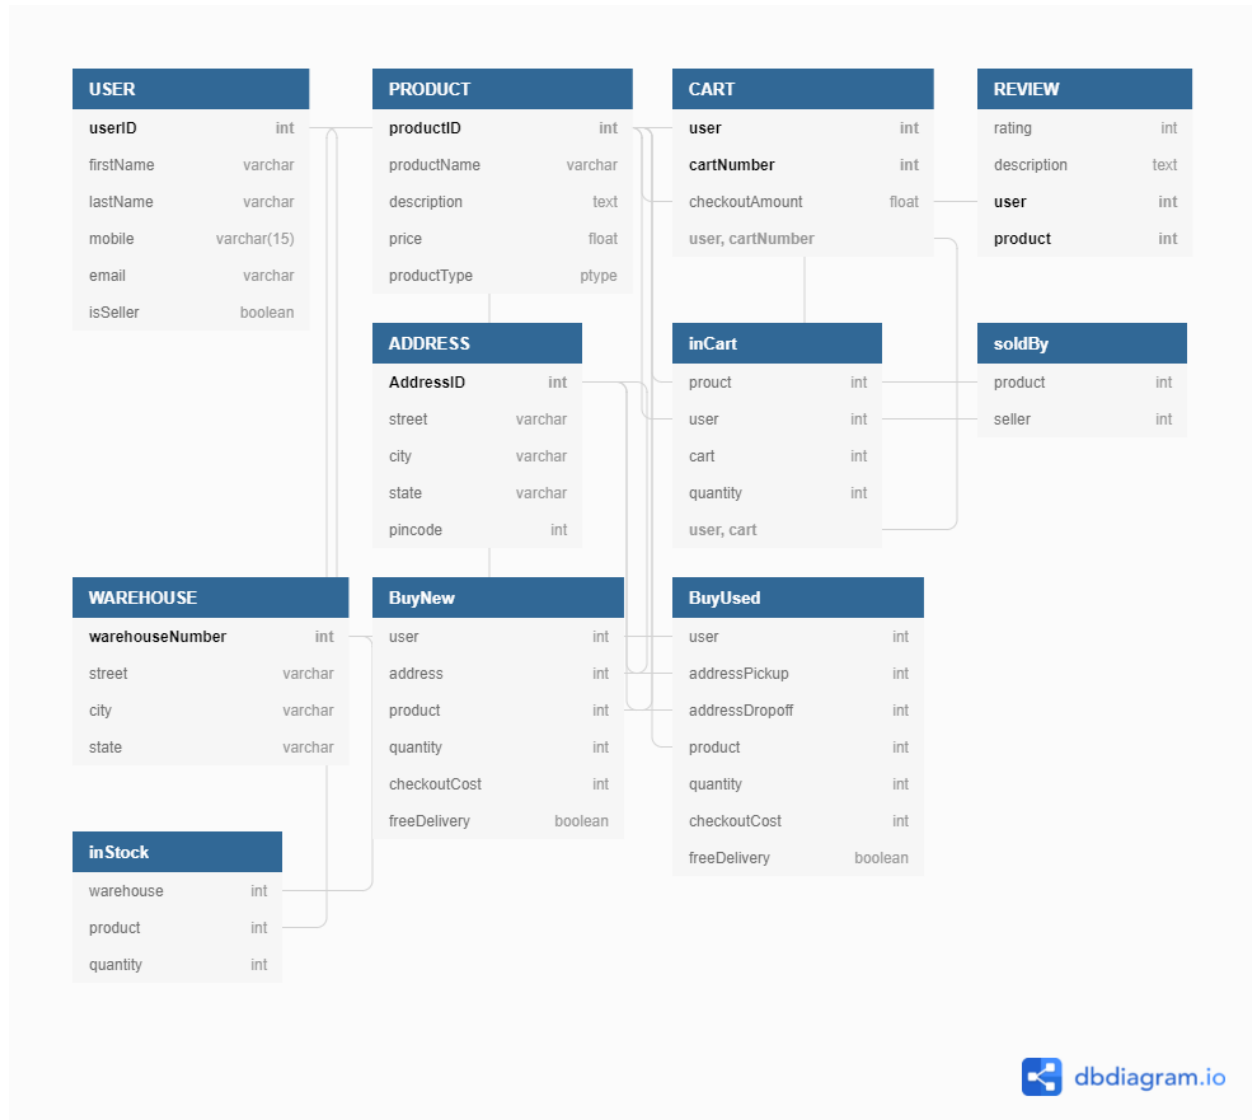 USER
userID int
firstName varchar
lastName varchar
mobile varchar(15)
email varchar
isSeller boolean
PRODUCT
productID int
productName varchar
description text
price float
productType ptype
CART
user int
cartNumber int
checkoutAmount float
user, cartNumber
REVIEW
rating int
description text
user int
product int
ADDRESS
AddressID int
street varchar
city varchar
state varchar
pincode int
inCart
prouct int
user int
cart int
quantity int
user, cart
soldBy
product int
seller int
WAREHOUSE
warehouseNumber int
street varchar
city varchar
state varchar
BuyNew
user int
address int
product int
quantity int
checkoutCost int
freeDelivery boolean
BuyUsed
user int
addressPickup int
addressDropoff int
product int
quantity int
checkoutCost int
freeDelivery boolean
inStock
warehouse int
product int
quantity int
dbdiagram.io